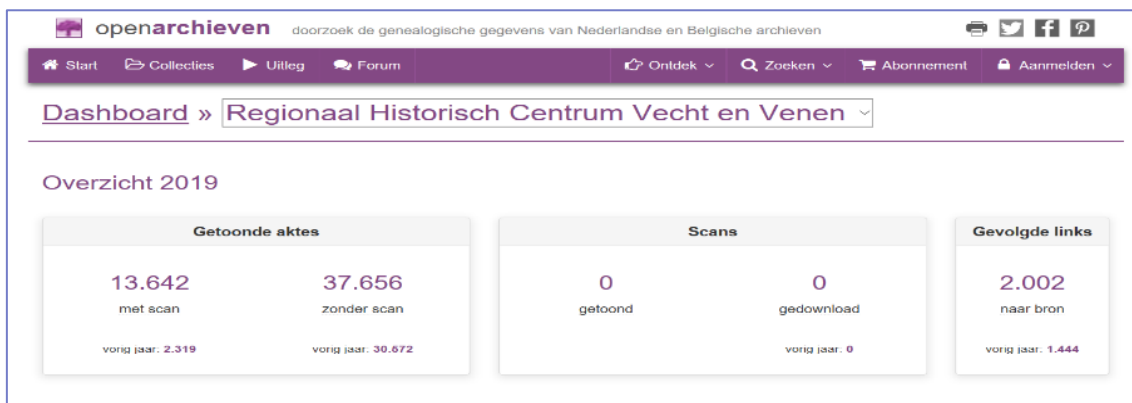 openarchieven doorzoek de genealogische gegevens van Nederlandse en Belgische archieven
Start Collecties Uitleg Forum Ontdek Zoeken Abonnement Aanmelden
Dashboard » Regionaal Historisch Centrum Vecht en Venen
Overzicht 2019
Getoonde aktes Scans Gevolgde links
13.642 37.656 0 0 2.002
met scan zonder scan getoond gedownload naar bron
vorig jaar: 2.319 vorig jaar: 30.672 vorig jaar: 0 vorig jaar: 1.444